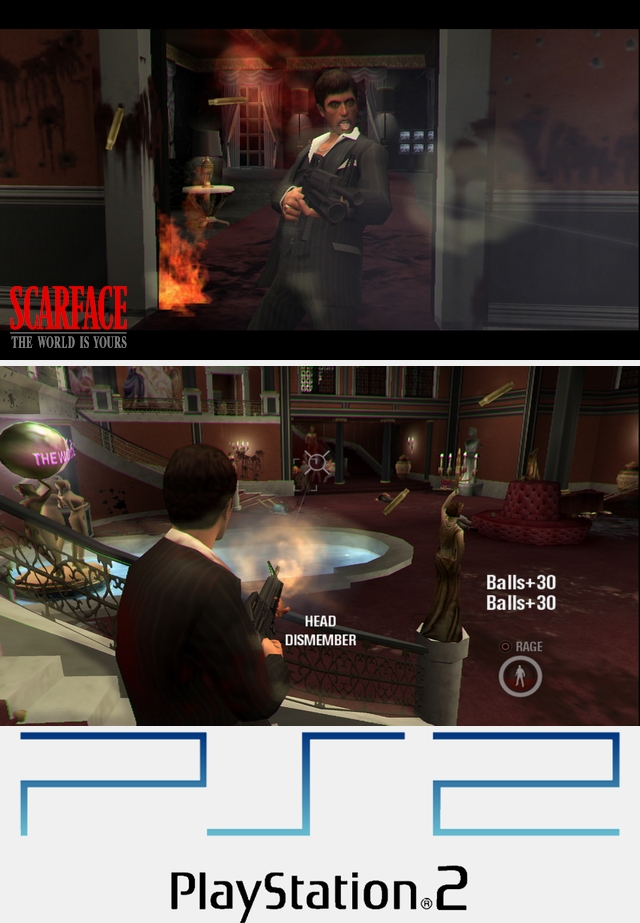 SCARFACE
THE WORLD IS YOURS
THE W
HEAD
DISMEMBER
Balls+30
Balls+30
RAGE
PS2
PlayStation®2